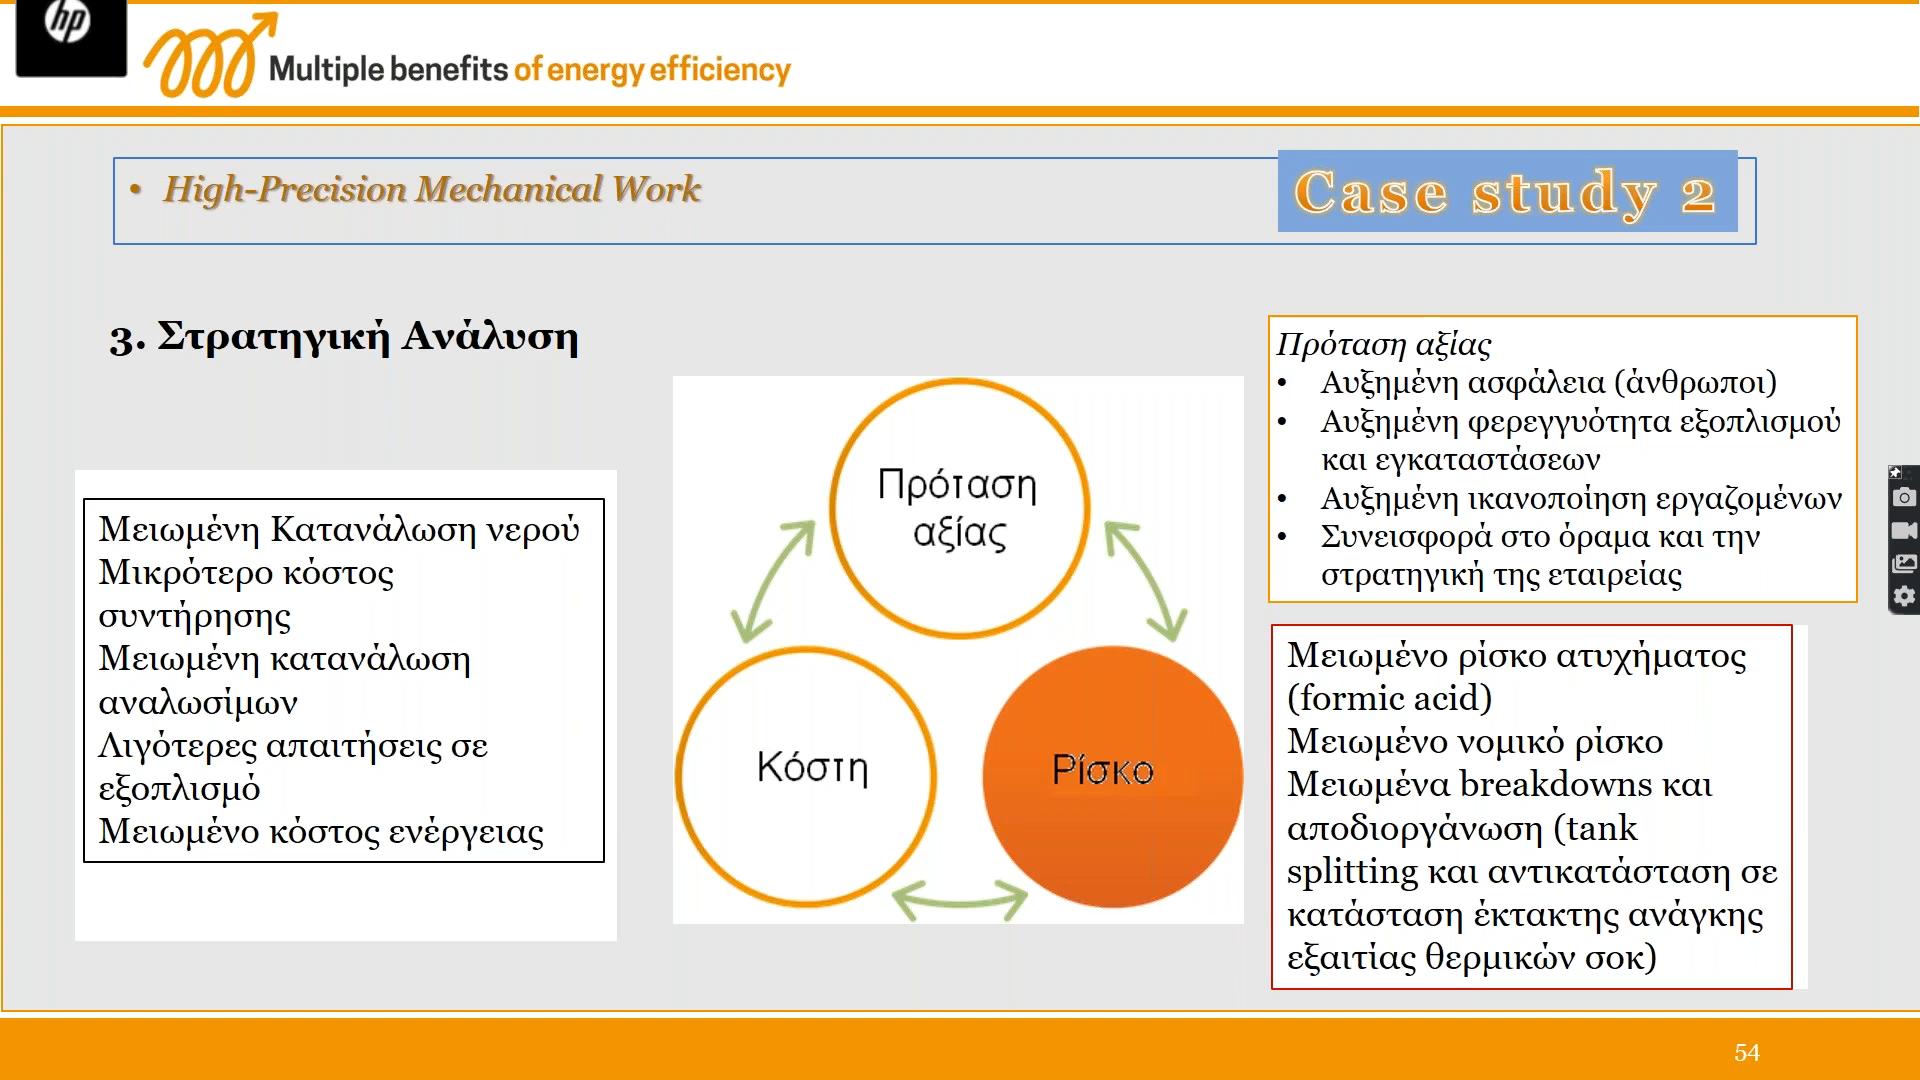 hp
Multiple benefits of energy efficiency
• High-Precision Mechanical Work
Case study 2
3. Στρατηγική Ανάλυση
Μειωμένη Κατανάλωση νερού
Μικρότερο κόστος
συντήρησης
Μειωμένη κατανάλωση
αναλωσίμων
Λιγότερες απαιτήσεις σε
εξοπλισμό
Μειωμένο κόστος ενέργειας
Πρόταση
αξίας
Κόστη
Ρίσκο
Πρόταση αξίας
• Αυξημένη ασφάλεια (άνθρωποι)
• Αυξημένη φερεγγυότητα εξοπλισμού
και εγκαταστάσεων
• Αυξημένη ικανοποίηση εργαζομένων
• Συνεισφορά στο όραμα και την
στρατηγική της εταιρείας
Μειωμένο ρίσκο ατυχήματος
(formic acid)
Μειωμένο νομικό ρίσκο
Μειωμένα breakdowns και
αποδιοργάνωση (tank
splitting και αντικατάσταση σε
κατάσταση έκτακτης ανάγκης
εξαιτίας θερμικών σοκ)
54